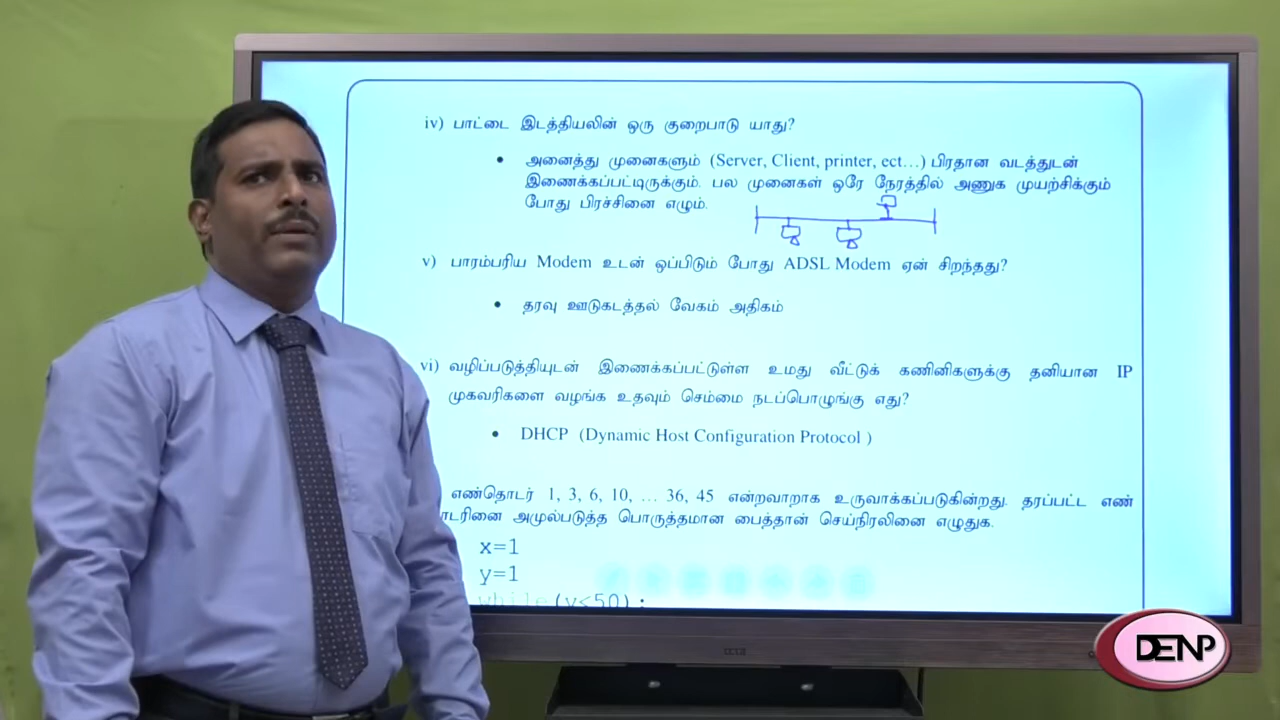 iv) பாட்டை இடத்தியலின் ஒரு குறைபாடு யாது?
• அனைத்து முனைகளும் (Server, Client, printer, ect...) பிரதான வடத்துடன்
இணைக்கப்பட்டிருக்கும். பல முனைகள் ஒரே நேரத்தில் அணுக முயற்சிக்கும்
போது பிரச்சினை எழும்.
v) பாரம்பரிய Modem உடன் ஒப்பிடும் போது ADSL Modem ஏன் சிறந்தது?
• தரவு ஊடுகடத்தல் வேகம் அதிகம்
vi) வழிப்படுத்தியுடன் இணைக்கப்பட்டுள்ள உமது வீட்டுக் கணினிகளுக்கு தனியான IP
முகவரிகளை வழங்க உதவும் செம்மை நடப்பொழுங்கு எது?
• DHCP (Dynamic Host Configuration Protocol )
எண்தொடர் 1, 3, 6, 10, ... 36, 45 என்றவாறாக உருவாக்கப்படுகின்றது. தரப்பட்ட எண்
டரினை அமுல்படுத்த பொருத்தமான பைத்தான் செய்நிரலினை எழுதுக.
x=1
y=1
while(y<50):
DENP